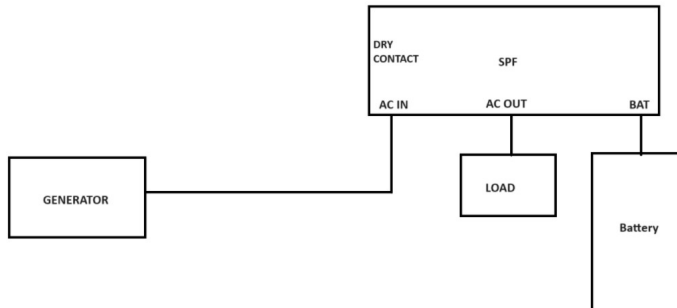 DRY
CONTACT
SPF
AC IN
AC OUT
BAT
GENERATOR
LOAD
Battery